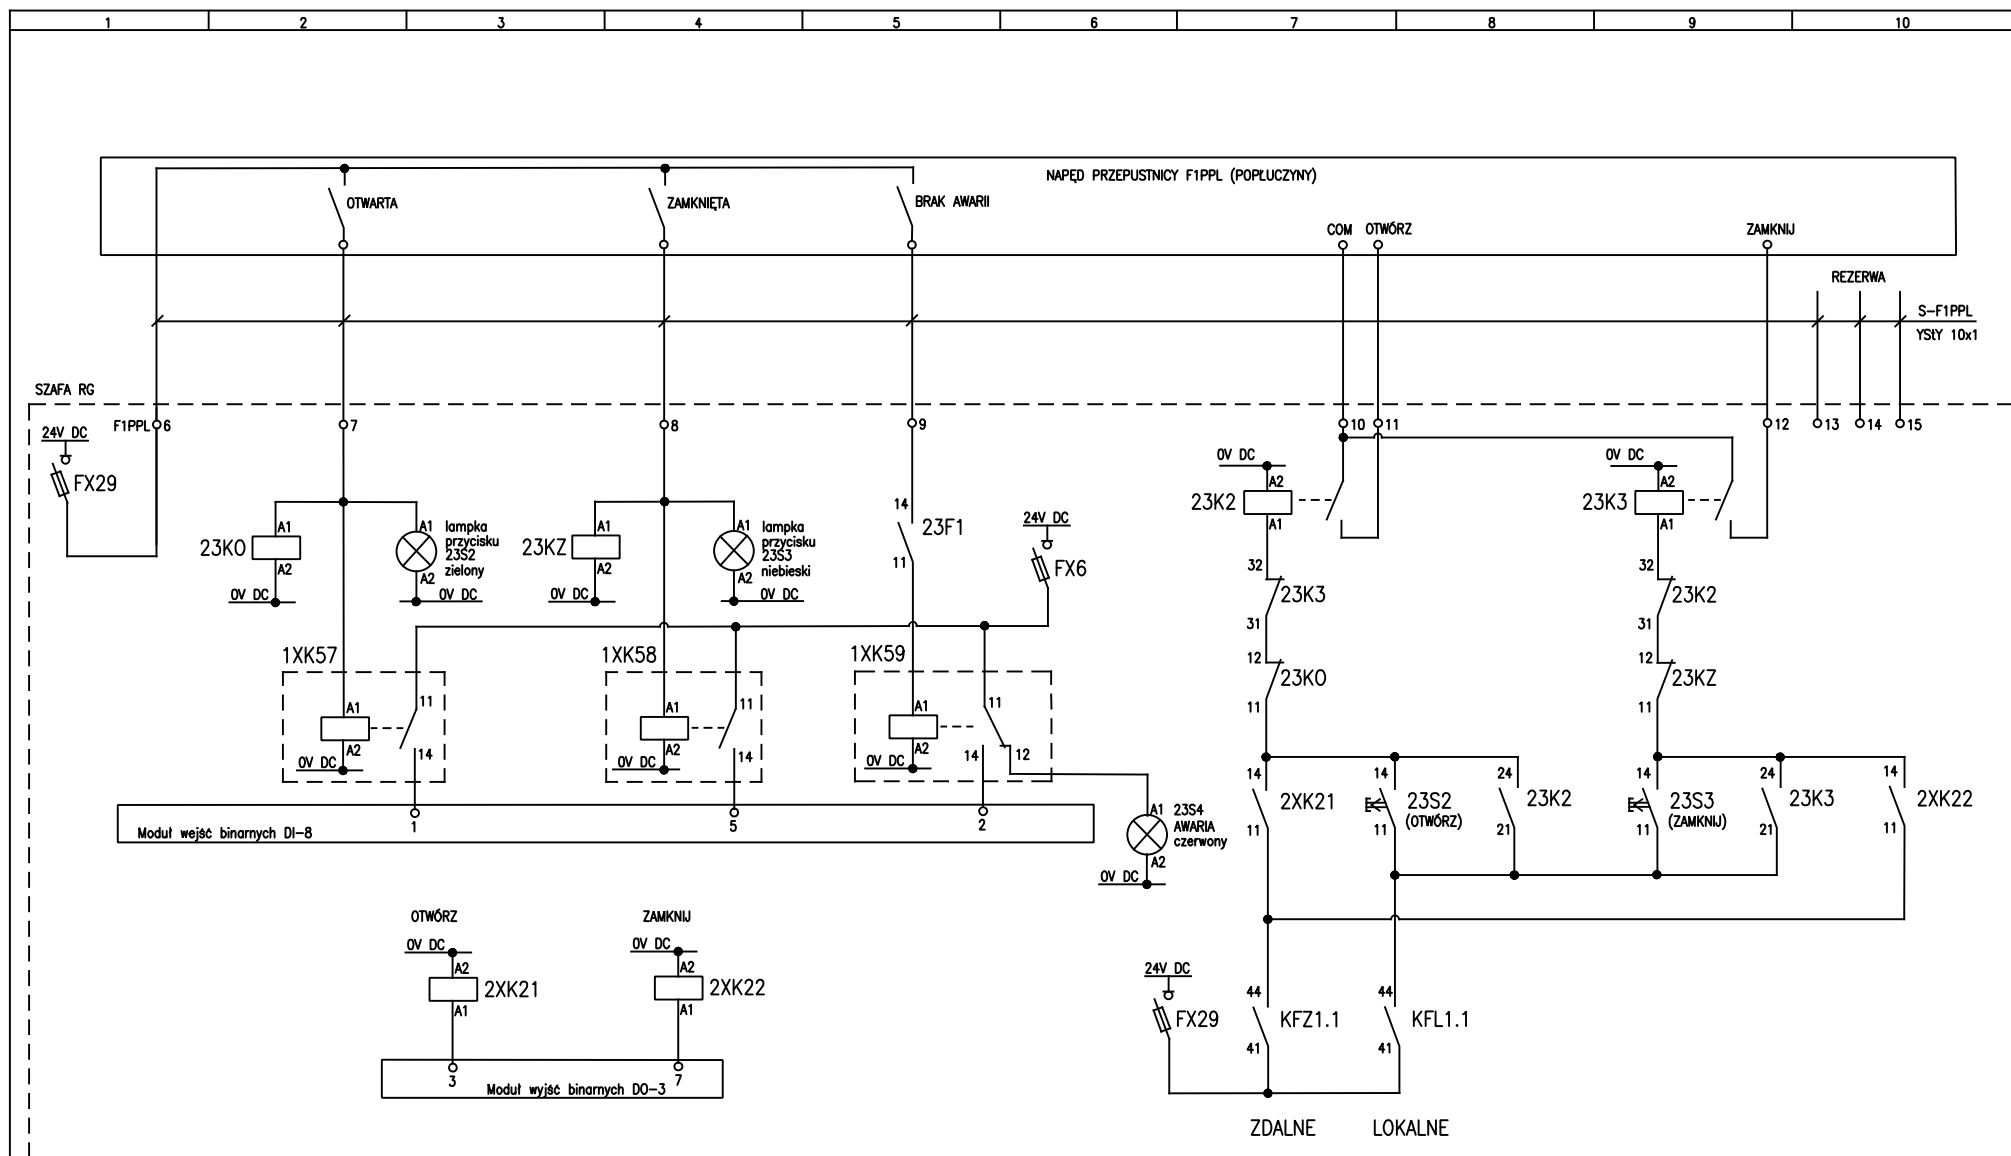 1 2 3 4 5 6 7 8 9 10
NAPĘD PRZEPUSTNICY F1PPL (POPŁUCZYNY)
OTWARTA
ZAMKNIĘTA
BRAK AWARII
COM OTWÓRZ
ZAMKNIJ
REZERWA
S-F1PPL
YStY 10x1
SZAFA RG
F1PPL 6
7
8
9
10 11
12 13 14 15
24V DC
FX29
23KO
A1
A2
0V DC
A1
A2
0V DC
lampka
przycisku
23S2
zielony
23KZ
A1
A2
0V DC
A1
A2
0V DC
lampka
przycisku
23S3
niebieski
14
23F1
11
24V DC
FX6
0V DC
A2
23K2
A1
32
23K3
31
12
23KO
11
0V DC
A2
23K3
A1
32
23K2
31
12
23KZ
11
1XK57
A1
A2
0V DC
11
14
1XK58
A1
A2
0V DC
11
14
1XK59
A1
A2
0V DC
11
14
12
Moduł wejść binarnych DI-8
1
5
2
A1
A2
23S4
AWARIA
czerwony
0V DC
14
2XK21
11
14
23S2
(OTWÓRZ)
11
24
23K2
21
14
23S3
(ZAMKNIJ)
11
24
23K3
21
14
2XK22
11
OTWÓRZ
0V DC
A2
2XK21
A1
ZAMKNIJ
0V DC
A2
2XK22
A1
3
7
Moduł wyjść binarnych DO-3
24V DC
FX29
44
KFZ1.1
41
44
KFL1.1
41
ZDALNE
LOKALNE